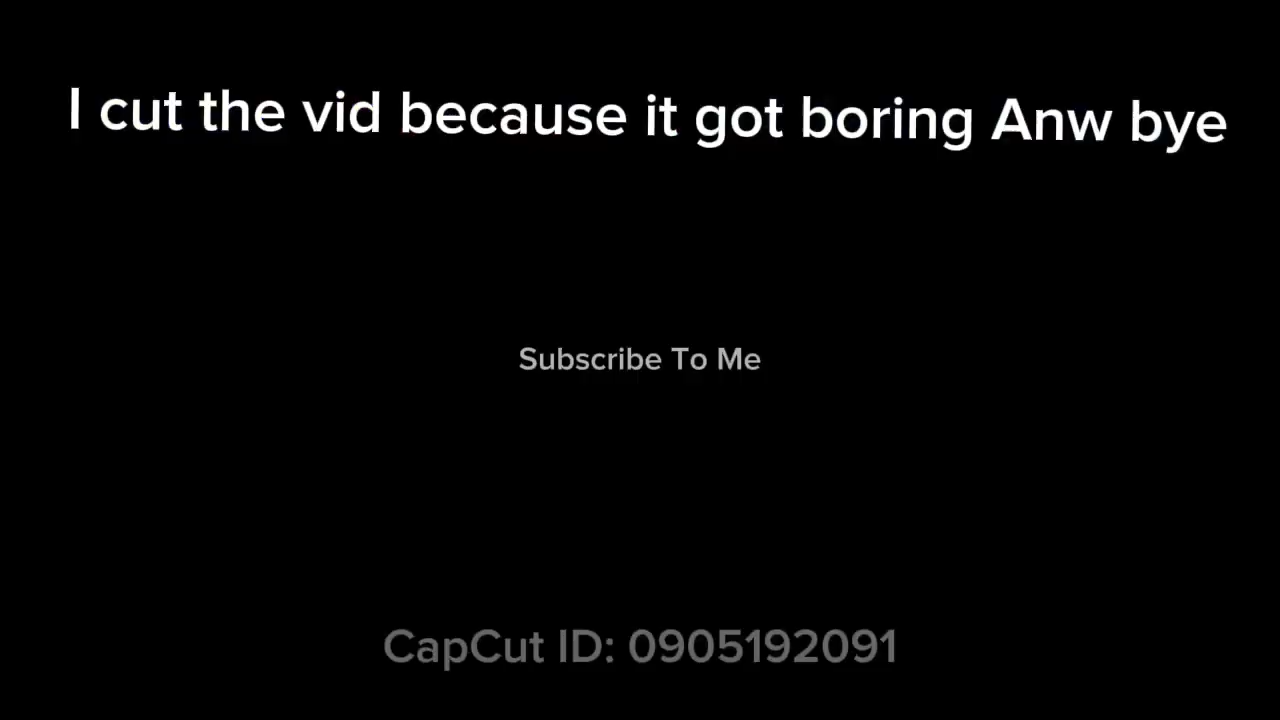 I cut the vid because it got boring Anw bye
Subscribe To Me
CapCut ID: 0905192091